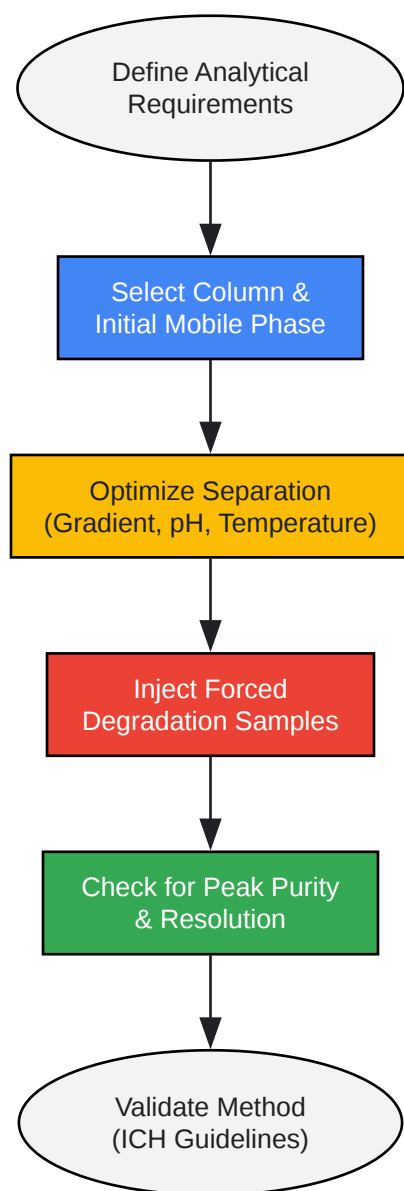 Define Analytical
Requirements
Select Column &
Initial Mobile Phase
Optimize Separation
(Gradient, pH, Temperature)
Inject Forced
Degradation Samples
Check for Peak Purity
& Resolution
Validate Method
(ICH Guidelines)